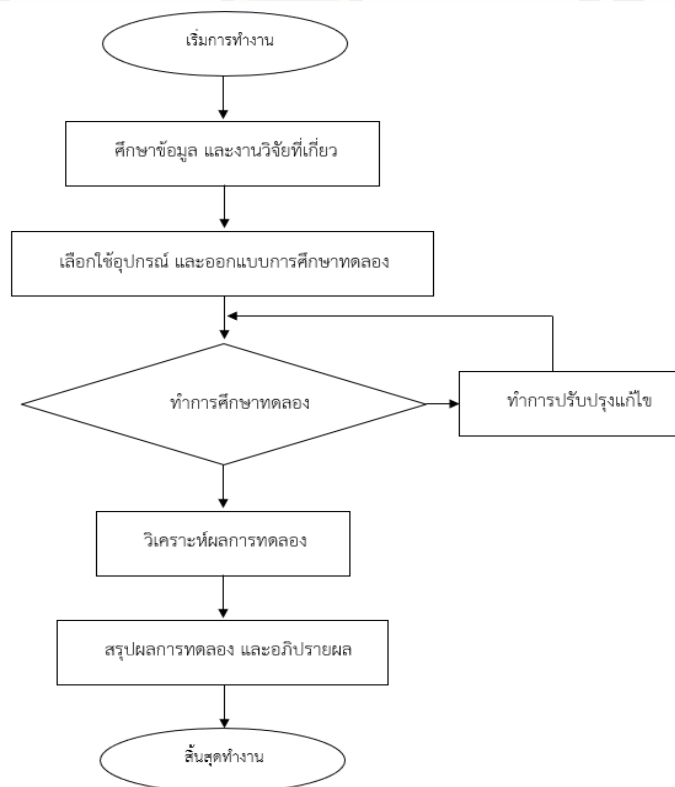 เริ่มการทำงาน
ศึกษาข้อมูล และงานวิจัยที่เกี่ยว
เลือกใช้อุปกรณ์ และออกแบบการศึกษาทดลอง
ทำการศึกษาทดลอง
ทำการปรับปรุงแก้ไข
วิเคราะห์ผลการทดลอง
สรุปผลการทดลอง และอภิปรายผล
สิ้นสุดทำงาน